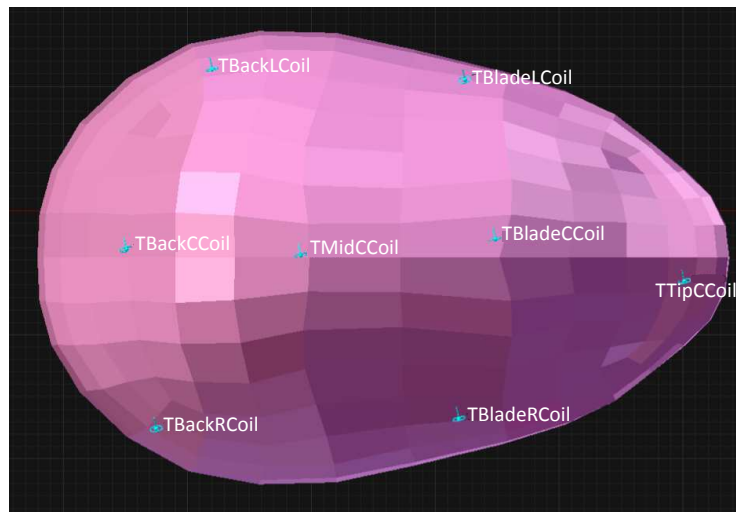 TBackLCoil
TBladeLCoil
TBackCCoil
TMidCCoil
TBladeCCoil
TTipCCoil
TBackRCoil
TBladeRCoil